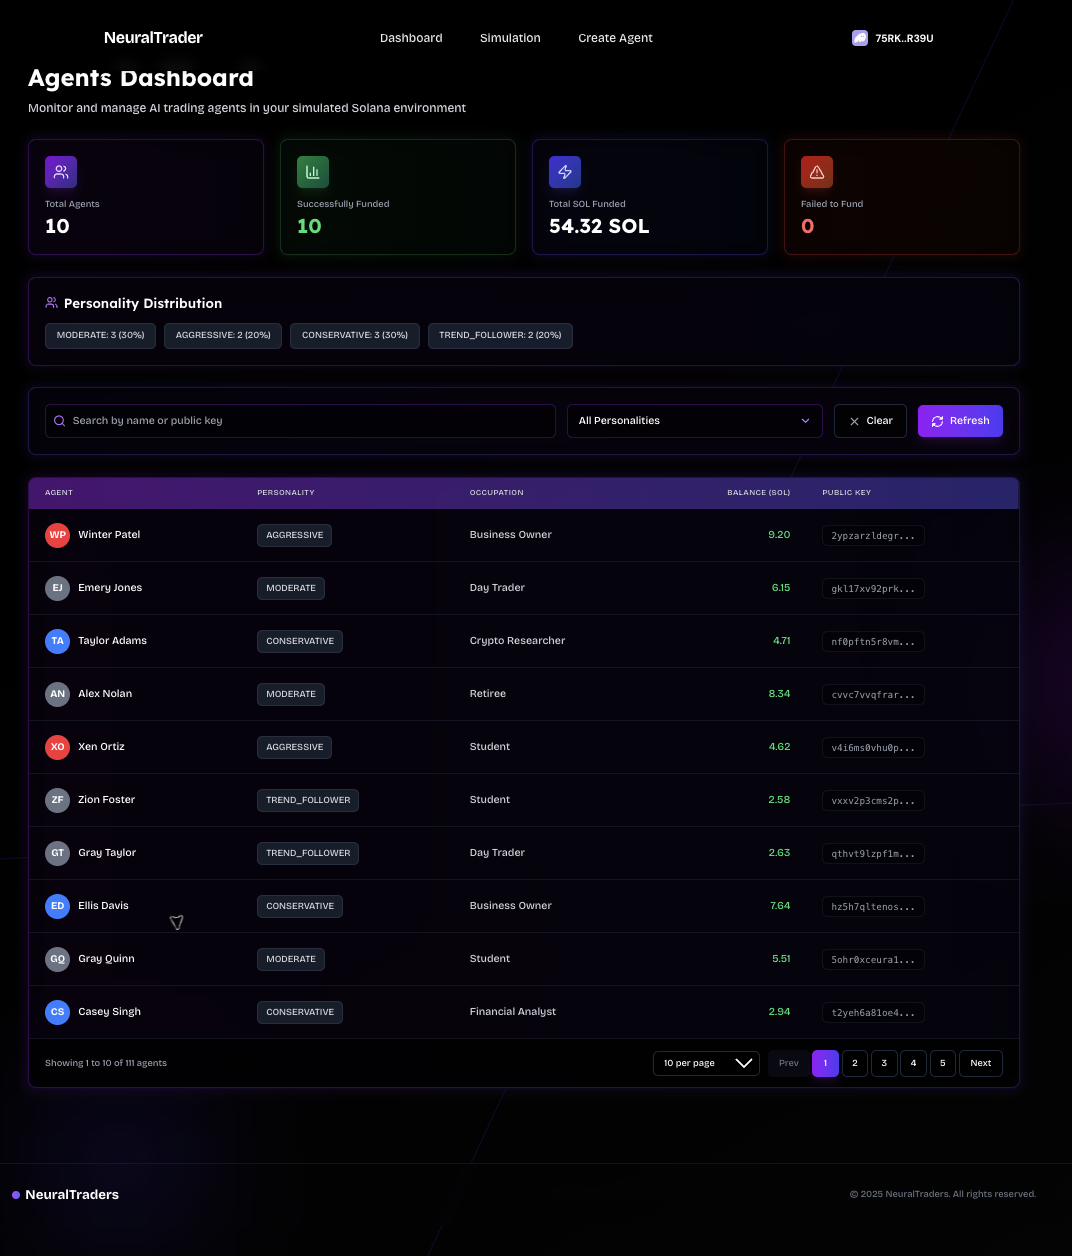 NeuralTrader
Dashboard Simulation Create Agent
75RK..R39U
Agents Dashboard
Monitor and manage AI trading agents in your simulated Solana environment
Total Agents
10
Successfully Funded
10
Total SOL Funded
54.32 SOL
Failed to Fund
0
Personality Distribution
MODERATE: 3 (30%) AGGRESSIVE: 2 (20%) CONSERVATIVE: 3 (30%) TREND_FOLLOWER: 2 (20%)
Search by name or public key All Personalities Clear Refresh
AGENT PERSONALITY OCCUPATION BALANCE (SOL) PUBLIC KEY
WP Winter Patel AGGRESSIVE Business Owner 9.20 2ypzarzldegr...
EJ Emery Jones MODERATE Day Trader 6.15 gkl17xv92prk...
TA Taylor Adams CONSERVATIVE Crypto Researcher 4.71 nf0pftn5r8vm...
AN Alex Nolan MODERATE Retiree 8.34 cvvc7vvqfrar...
XO Xen Ortiz AGGRESSIVE Student 4.62 v4i6ms0vhu0p...
ZF Zion Foster TREND_FOLLOWER Student 2.58 vxxv2p3cms2p...
GT Gray Taylor TREND_FOLLOWER Day Trader 2.63 qthvt9lzpf1m...
ED Ellis Davis CONSERVATIVE Business Owner 7.64 hz5h7qltenos...
GQ Gray Quinn MODERATE Student 5.51 5ohr0xceura1...
CS Casey Singh CONSERVATIVE Financial Analyst 2.94 t2yeh6a81oe4...
Showing 1 to 10 of 111 agents 10 per page Prev 1 2 3 4 5 Next
NeuralTraders
© 2025 NeuralTraders. All rights reserved.